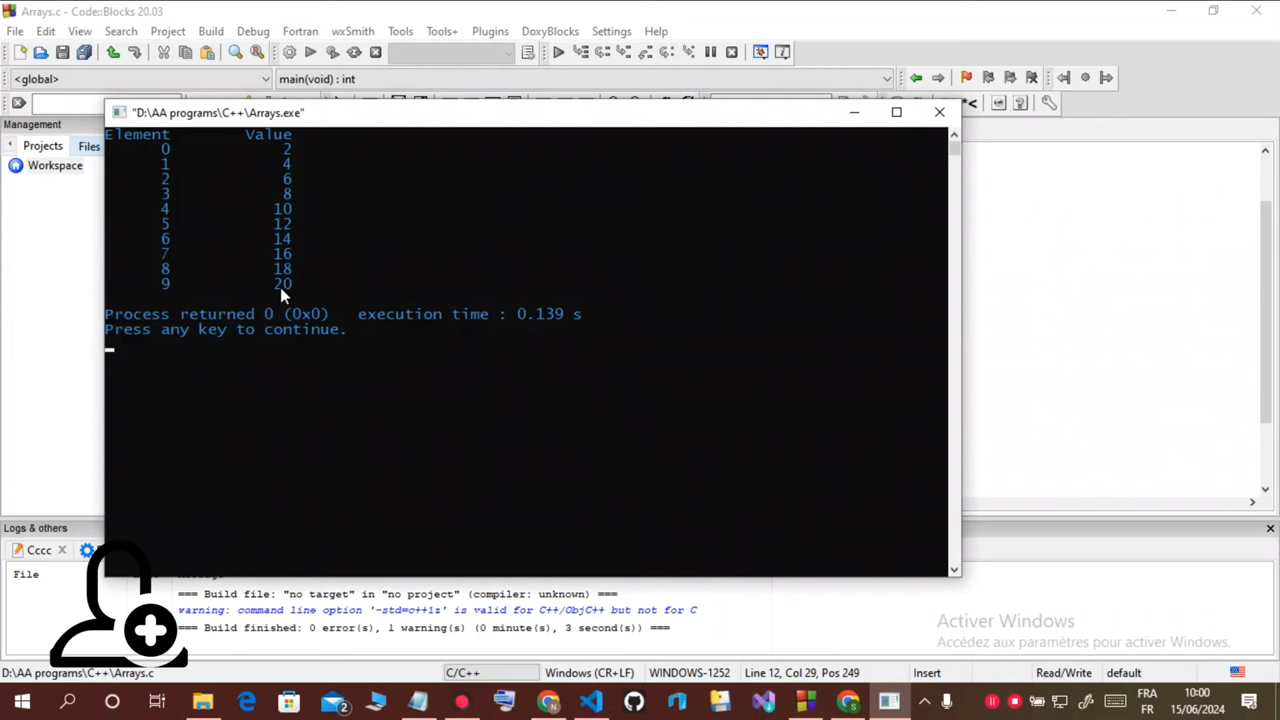 Arrays.c - Code::Blocks 20.03
File Edit View Search Project Build Debug Fortran wxSmith Tools Tools+ Plugins DoxyBlocks Settings Help
<global> main(void) : int
"D:\AA programs\C++\Arrays.exe"
Management
Projects Files
Workspace
Element Value
0 2
1 4
2 6
3 8
4 10
5 12
6 14
7 16
8 18
9 20
Process returned 0 (0x0) execution time : 0.139 s
Press any key to continue.
Logs & others
Cccc
File
=== Build file: "no target" in "no project" (compiler: unknown) ===
warning: command line option '-std=c++1z' is valid for C++/ObjC++ but not for C
=== Build finished: 0 error(s), 1 warning(s) (0 minute(s), 3 second(s)) ===
Activer Windows
Accédez aux paramètres pour activer Windows.
D:\AA programs\C++\Arrays.c C/C++ Windows (CR+LF) WINDOWS-1252 Line 12, Col 29, Pos 249 Insert Read/Write default
FRA 10:00
FR 15/06/2024